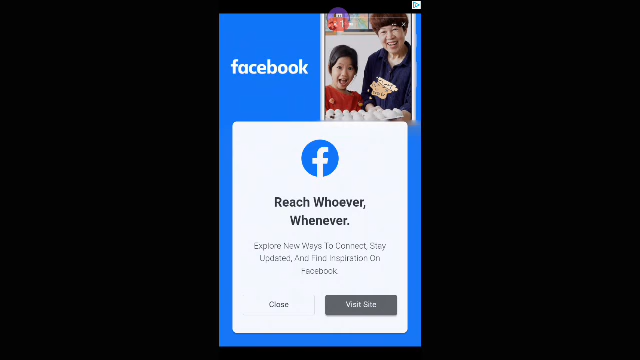 facebook
Reach Whoever,
Whenever.
Explore New Ways To Connect, Stay
Updated, And Find Inspiration On
Facebook.
Close
Visit Site